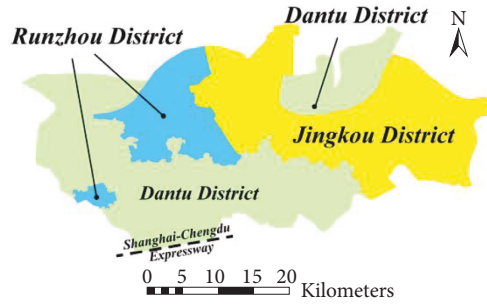 Dantu District
N
Runzhou District
Jingkou District
Dantu District
Shanghai-Chengdu
Expressway
0 5 10 15 20
Kilometers